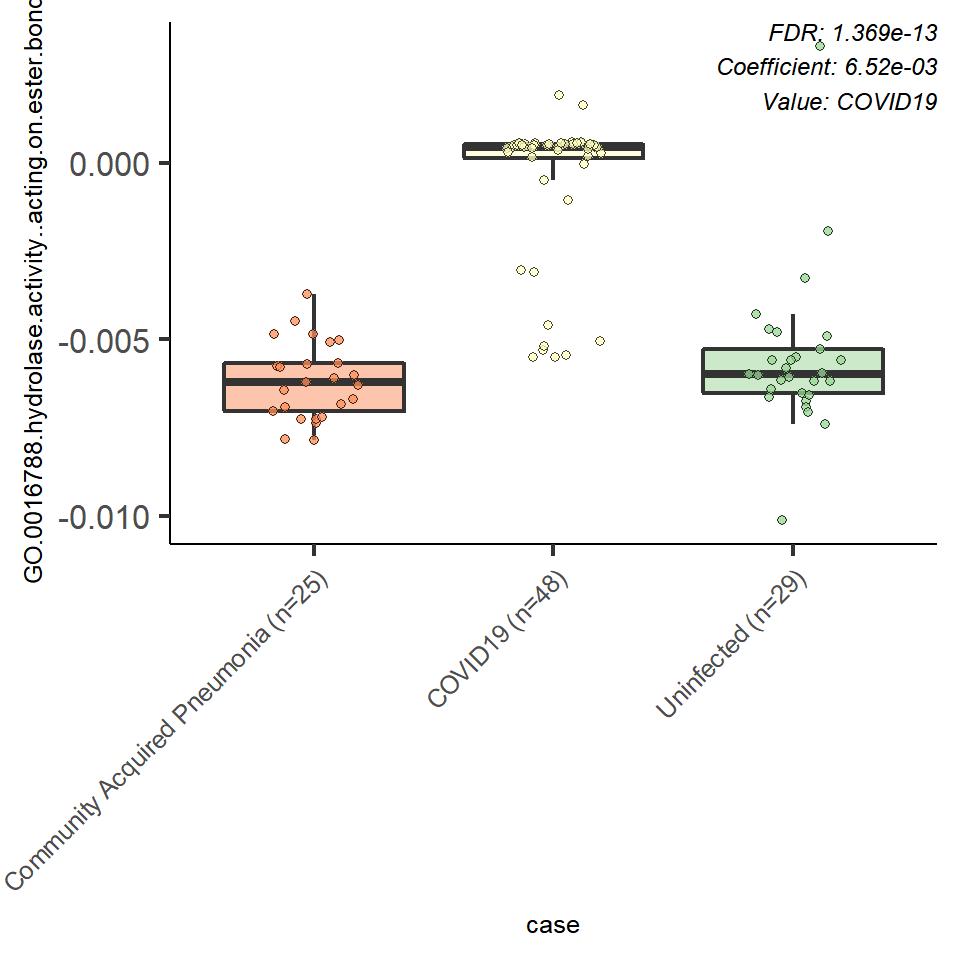 FDR: 1.369e-13
Coefficient: 6.52e-03
Value: COVID19
GO.0016788.hydrolase.activity..acting.on.ester.bond
0.000
-0.005
-0.010
Community Acquired Pneumonia (n=25)
COVID19 (n=48)
Uninfected (n=29)
case